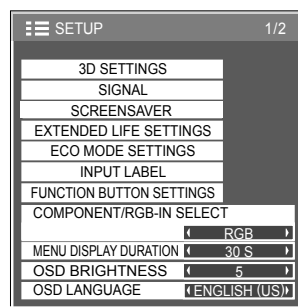 SETUP 1/2
3D SETTINGS
SIGNAL
SCREENSAVER
EXTENDED LIFE SETTINGS
ECO MODE SETTINGS
INPUT LABEL
FUNCTION BUTTON SETTINGS
COMPONENT/RGB-IN SELECT
RGB
MENU DISPLAY DURATION 30 S
OSD BRIGHTNESS 5
OSD LANGUAGE ENGLISH (US)